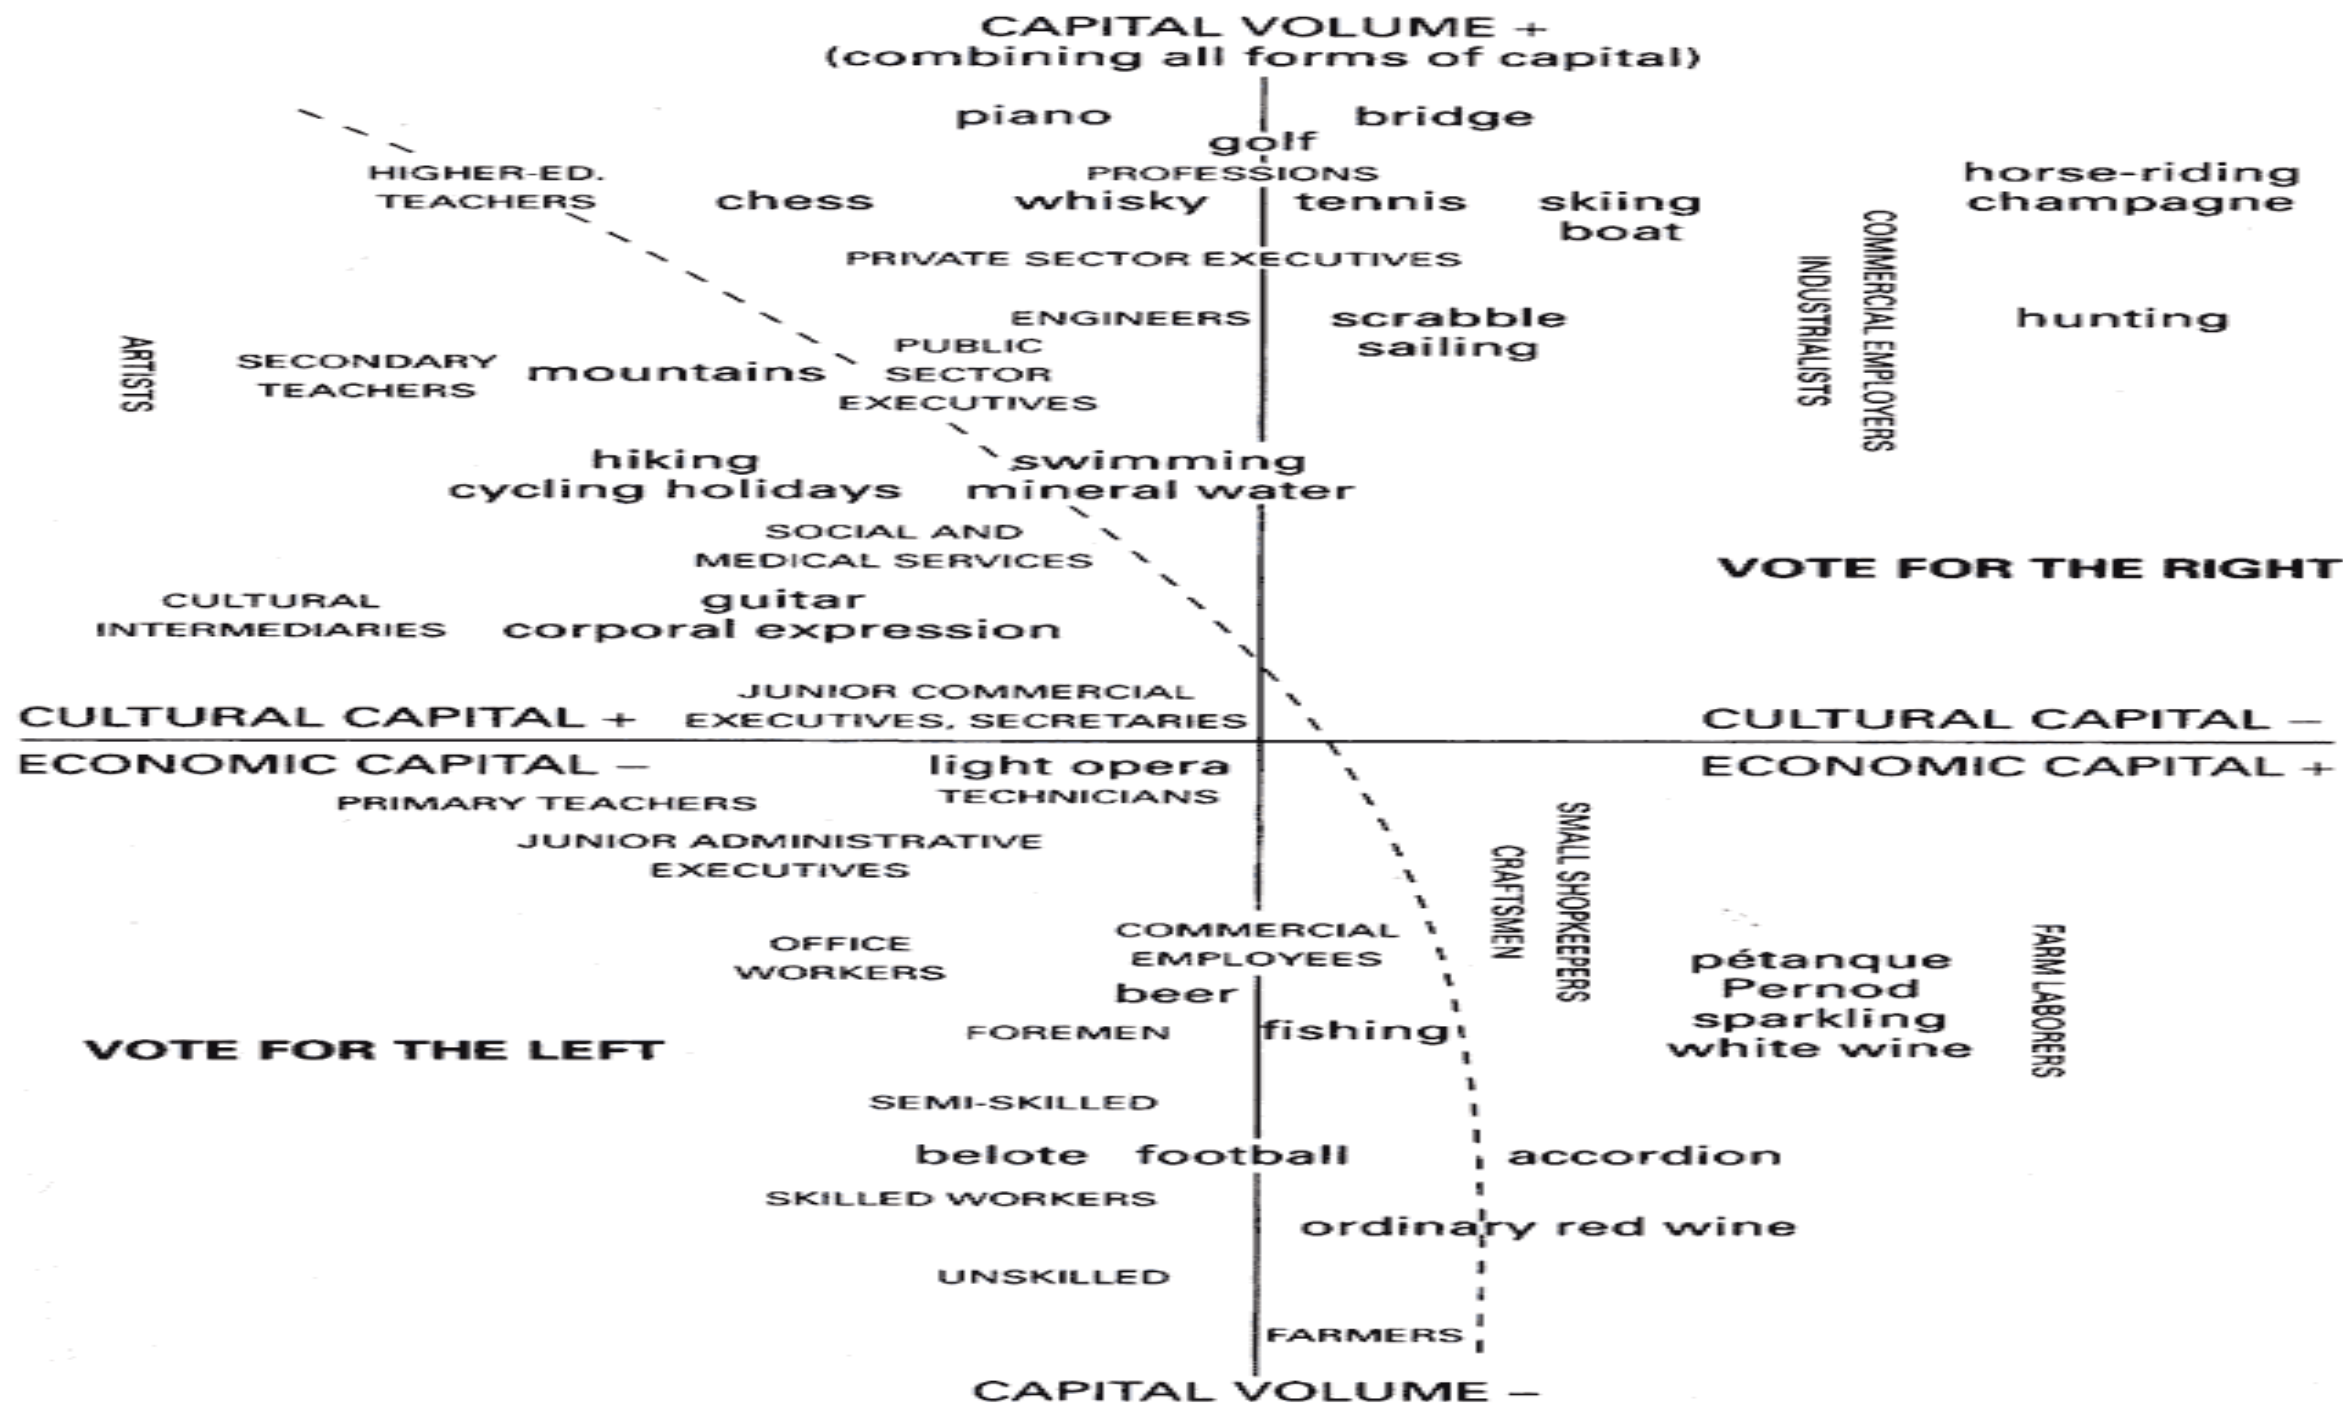 CAPITAL VOLUME +
(combining all forms of capital)
piano
bridge
golf
HIGHER-ED.
TEACHERS
PROFESSIONS
horse-riding
chess
whisky
tennis
skiing
champagne
boat
PRIVATE SECTOR EXECUTIVES
COMMERCIAL EMPLOYERS
INDUSTRIALISTS
ENGINEERS
scrabble
hunting
sailing
ARTISTS
SECONDARY
TEACHERS
mountains
PUBLIC
SECTOR
EXECUTIVES
hiking
swimming
cycling holidays
mineral water
SOCIAL AND
MEDICAL SERVICES
VOTE FOR THE RIGHT
CULTURAL
INTERMEDIARIES
guitar
corporal expression
JUNIOR COMMERCIAL
EXECUTIVES, SECRETARIES
CULTURAL CAPITAL +
CULTURAL CAPITAL –
ECONOMIC CAPITAL –
light opera
ECONOMIC CAPITAL +
PRIMARY TEACHERS
TECHNICIANS
JUNIOR ADMINISTRATIVE
EXECUTIVES
SMALL SHOPKEEPERS
CRAFTSMEN
OFFICE
WORKERS
COMMERCIAL
EMPLOYEES
beer
pétanque
Pernod
sparkling
white wine
FARM LABORERS
FOREMEN
fishing
VOTE FOR THE LEFT
SEMI-SKILLED
belote
football
accordion
SKILLED WORKERS
ordinary red wine
UNSKILLED
FARMERS
CAPITAL VOLUME –